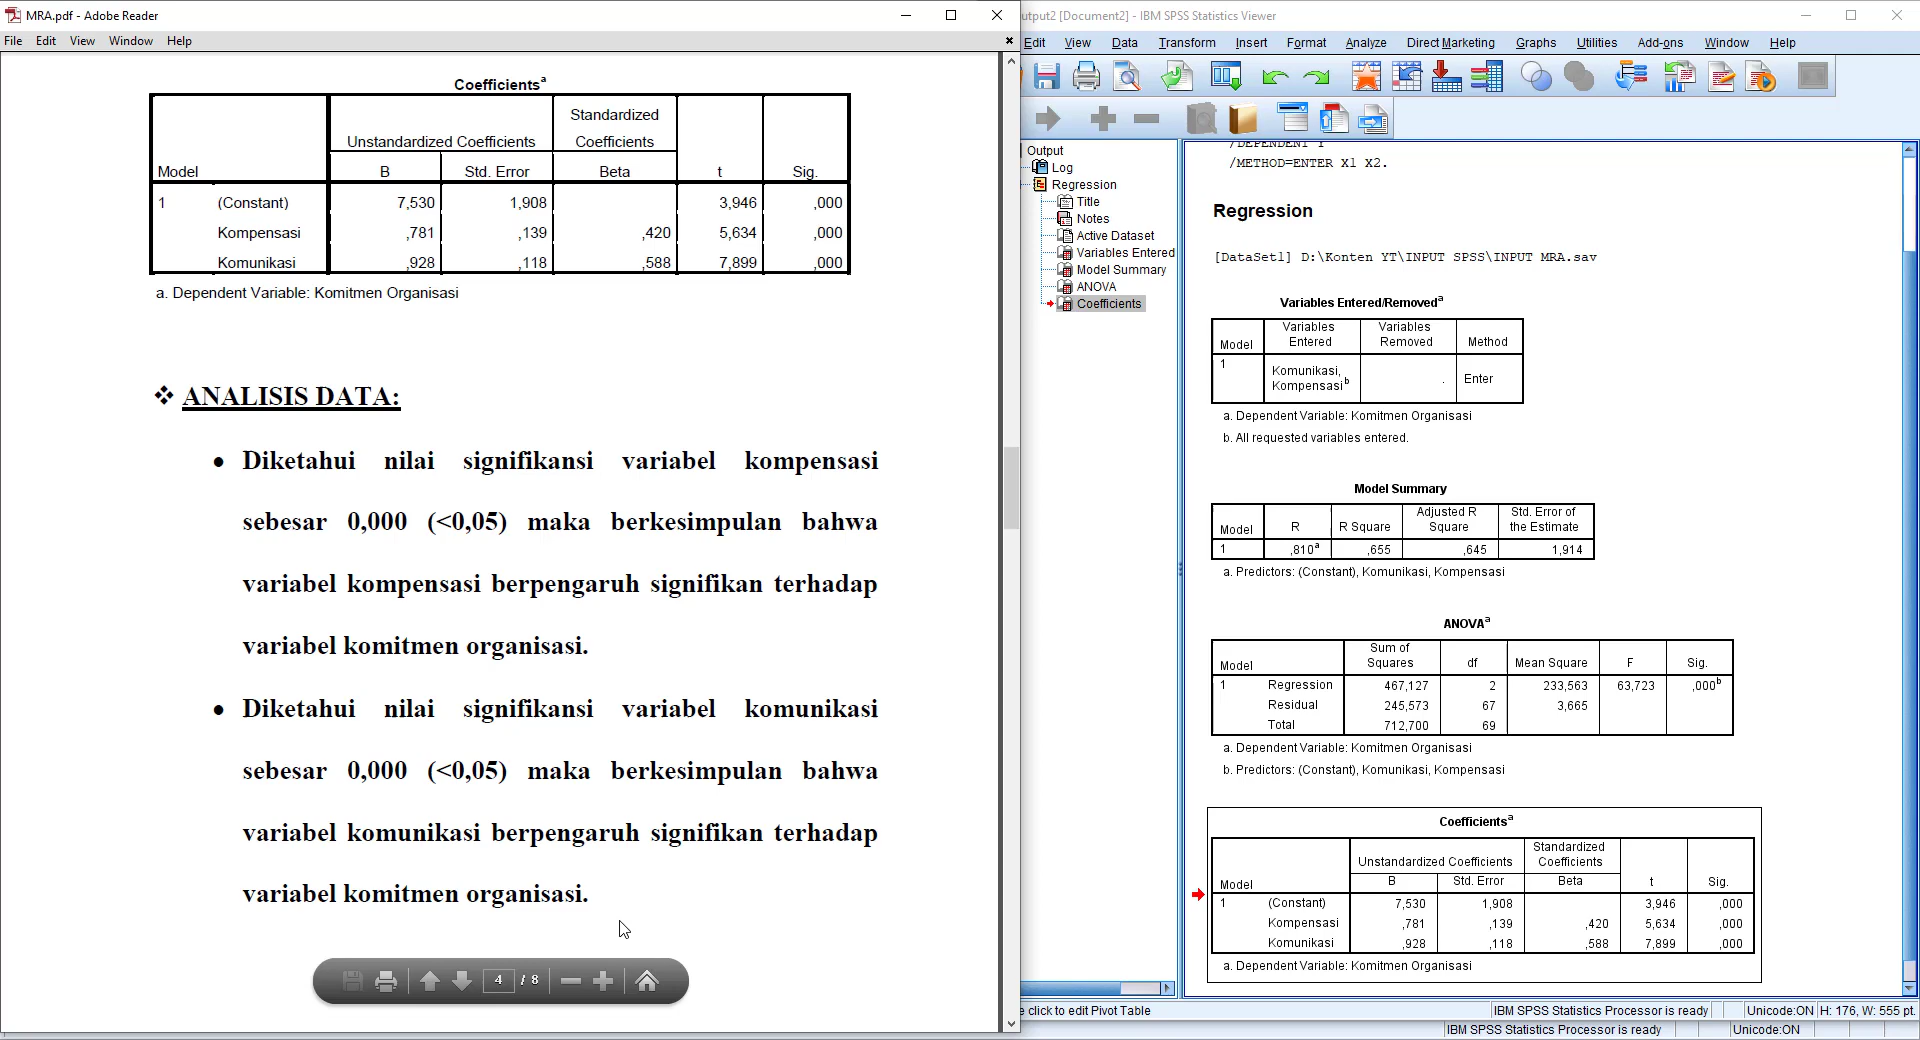 MRA.pdf - Adobe Reader
File Edit View Window Help
Coefficientsa
Model Unstandardized Coefficients Standardized Coefficients t Sig.
B Std. Error Beta
1 (Constant) 7,530 1,908 3,946 ,000
Kompensasi ,781 ,139 ,420 5,634 ,000
Komunikasi ,928 ,118 ,588 7,899 ,000
a. Dependent Variable: Komitmen Organisasi
ANALISIS DATA:
Diketahui nilai signifikansi variabel kompensasi
sebesar 0,000 (<0,05) maka berkesimpulan bahwa
variabel kompensasi berpengaruh signifikan terhadap
variabel komitmen organisasi.
Diketahui nilai signifikansi variabel komunikasi
sebesar 0,000 (<0,05) maka berkesimpulan bahwa
variabel komunikasi berpengaruh signifikan terhadap
variabel komitmen organisasi.
4 / 8
utput2 [Document2] - IBM SPSS Statistics Viewer
Edit View Data Transform Insert Format Analyze Direct Marketing Graphs Utilities Add-ons Window Help
Output
Log
Regression
Title
Notes
Active Dataset
Variables Entered
Model Summary
ANOVA
Coefficients
/DEPENDENT Y
/METHOD=ENTER X1 X2.
Regression
[DataSet1] D:\Konten YT\INPUT SPSS\INPUT MRA.sav
Variables Entered/Removeda
Model Variables Entered Variables Removed Method
1 Komunikasi, Kompensasib . Enter
a. Dependent Variable: Komitmen Organisasi
b. All requested variables entered.
Model Summary
Model R R Square Adjusted R Square Std. Error of the Estimate
1 ,810a ,655 ,645 1,914
a. Predictors: (Constant), Komunikasi, Kompensasi
ANOVAa
Model Sum of Squares df Mean Square F Sig.
1 Regression 467,127 2 233,563 63,723 ,000b
Residual 245,573 67 3,665
Total 712,700 69
a. Dependent Variable: Komitmen Organisasi
b. Predictors: (Constant), Komunikasi, Kompensasi
Coefficientsa
Model Unstandardized Coefficients Standardized Coefficients t Sig.
B Std. Error Beta
1 (Constant) 7,530 1,908 3,946 ,000
Kompensasi ,781 ,139 ,420 5,634 ,000
Komunikasi ,928 ,118 ,588 7,899 ,000
a. Dependent Variable: Komitmen Organisasi
click to edit Pivot Table IBM SPSS Statistics Processor is ready Unicode:ON H: 176, W: 555 pt.
IBM SPSS Statistics Processor is ready Unicode:ON